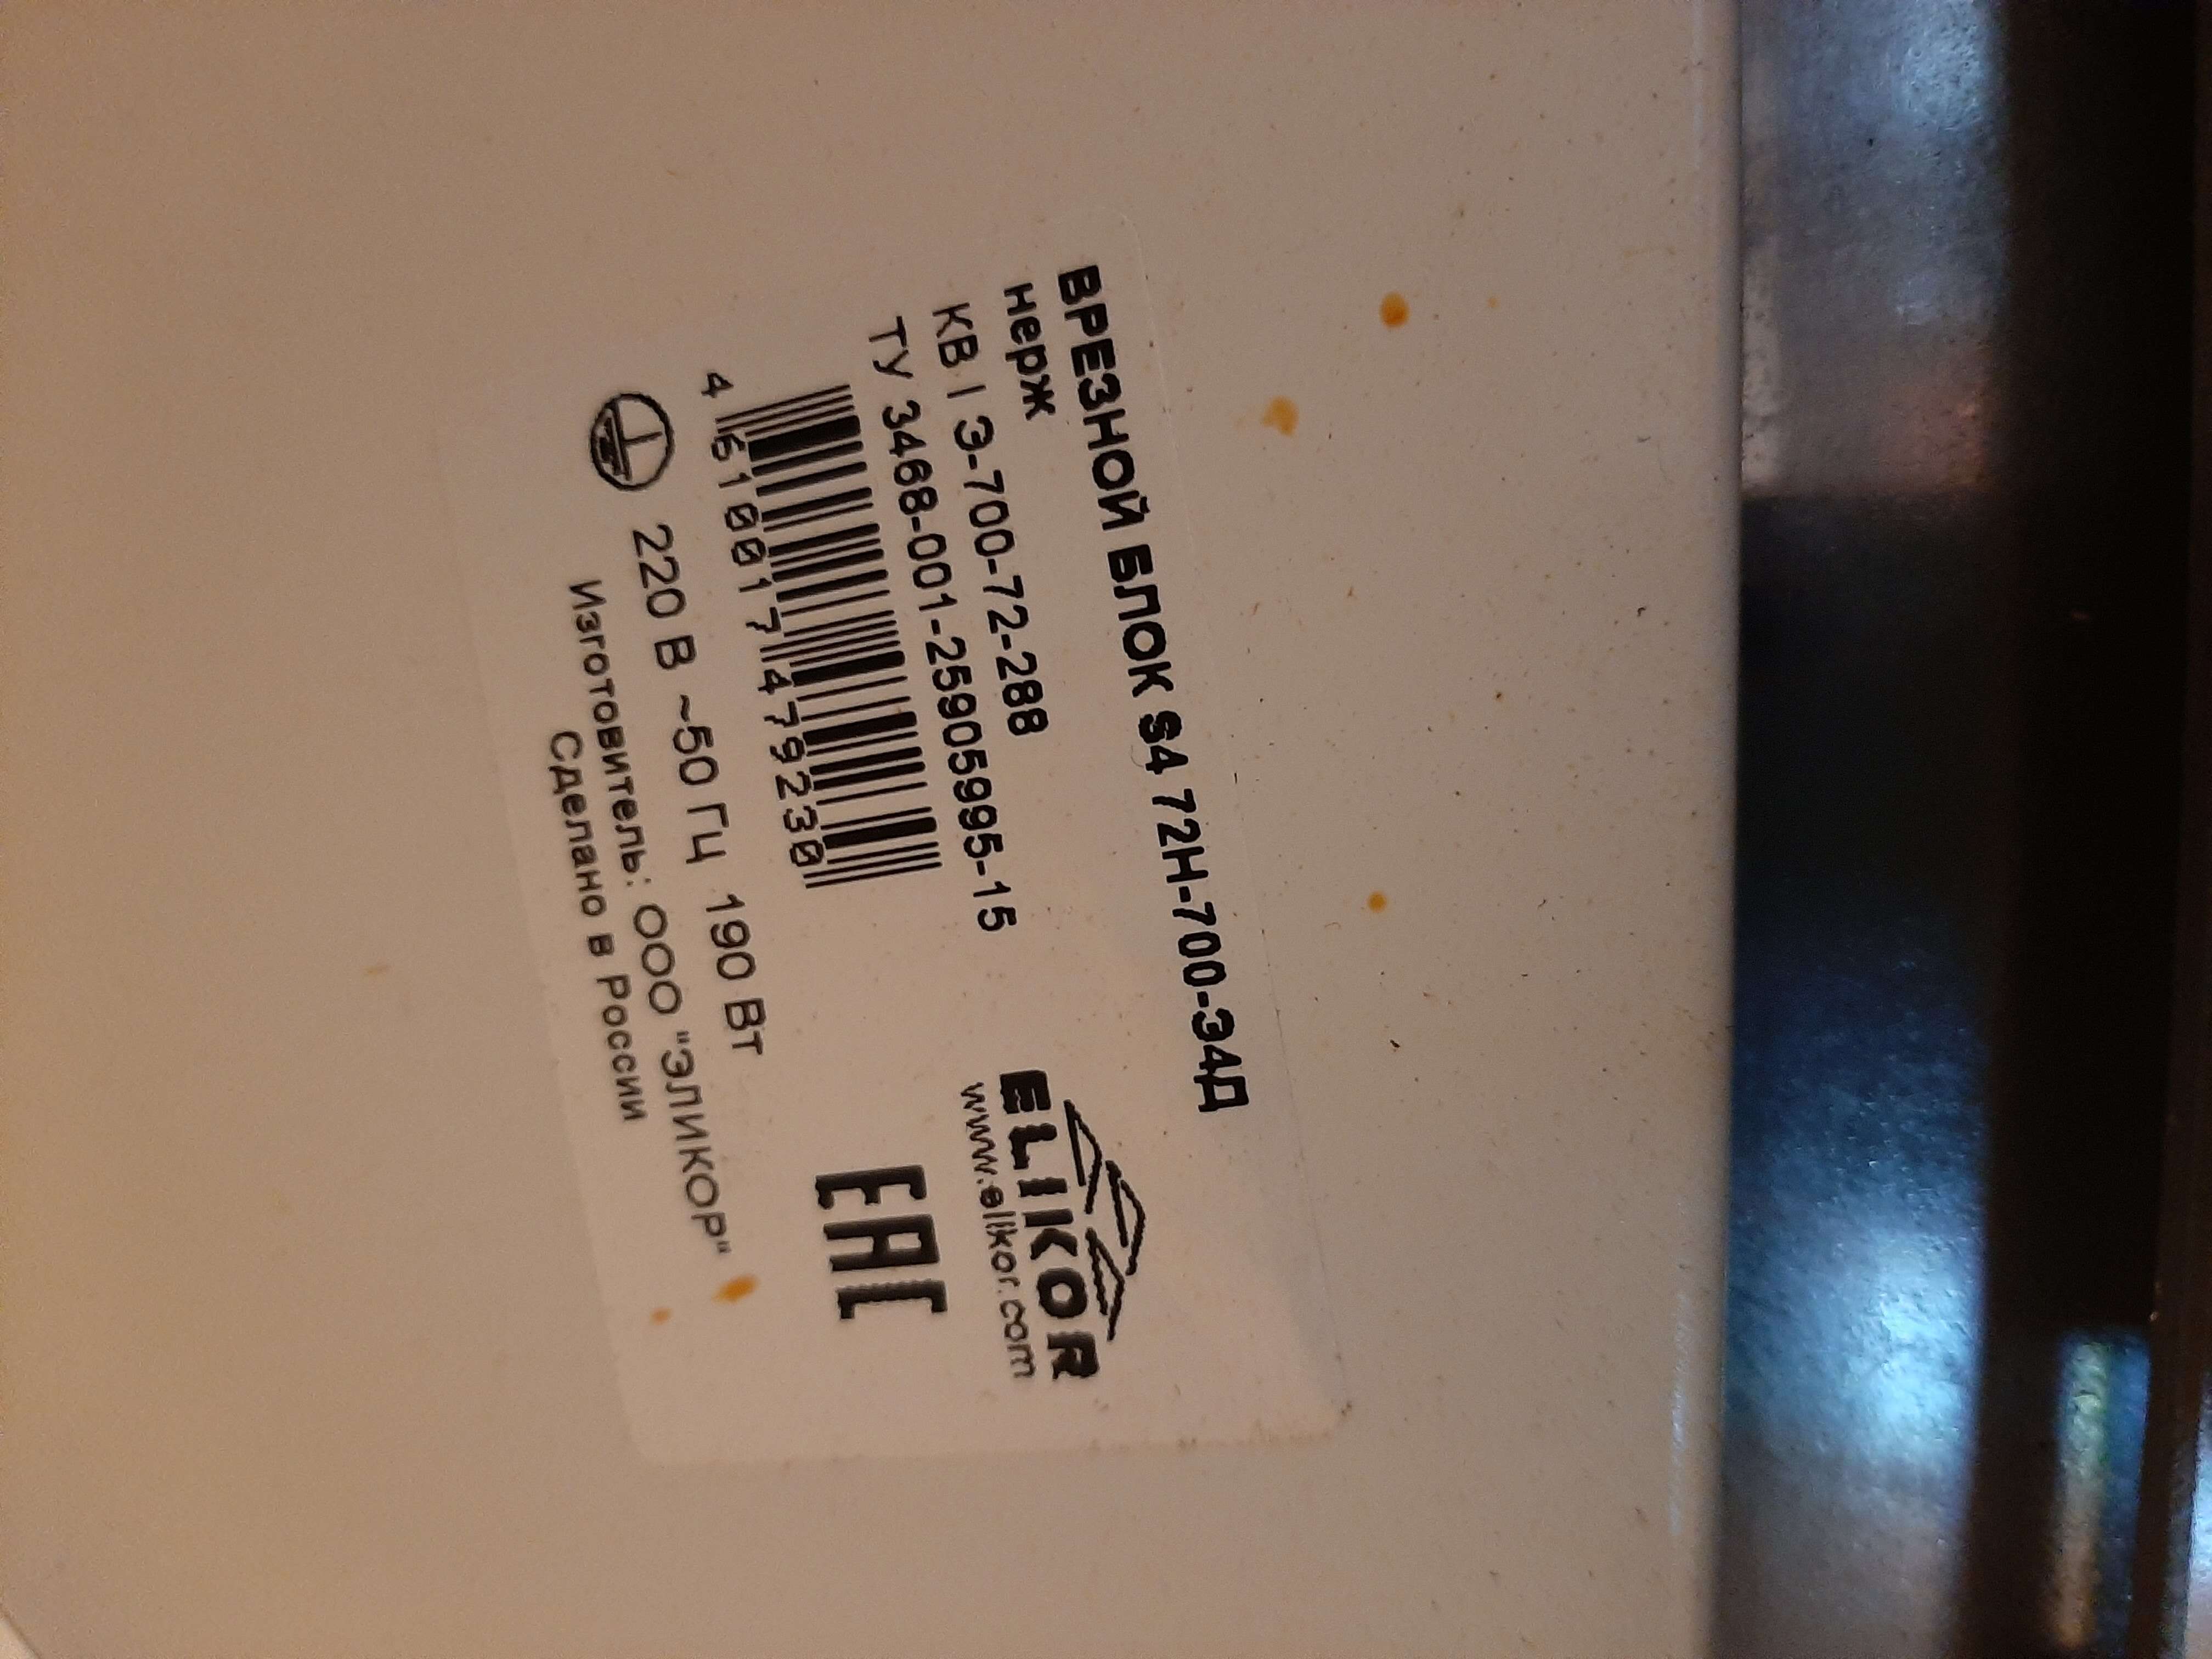 ВРЕЗНОЙ БЛОК S4 72Н-700-Э4Д
нерж
КВ I Э-700-72-288
ТУ 3468-001-25905995-15
4 610017 479230
220 В ~50 Гц 190 Вт
Изготовитель: ООО "ЭЛИКОР"
Сделано в России
ELIKOR
www.elikor.com
EAC